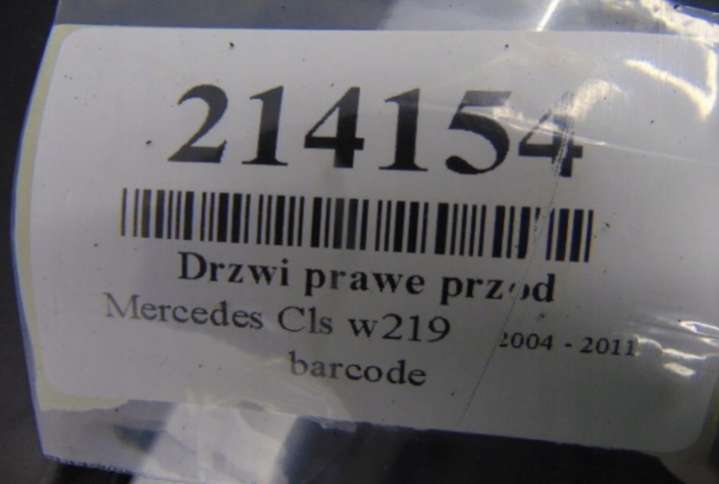 214154
Drzwi prawe przod
Mercedes Cls w219 2004 - 2011
barcode